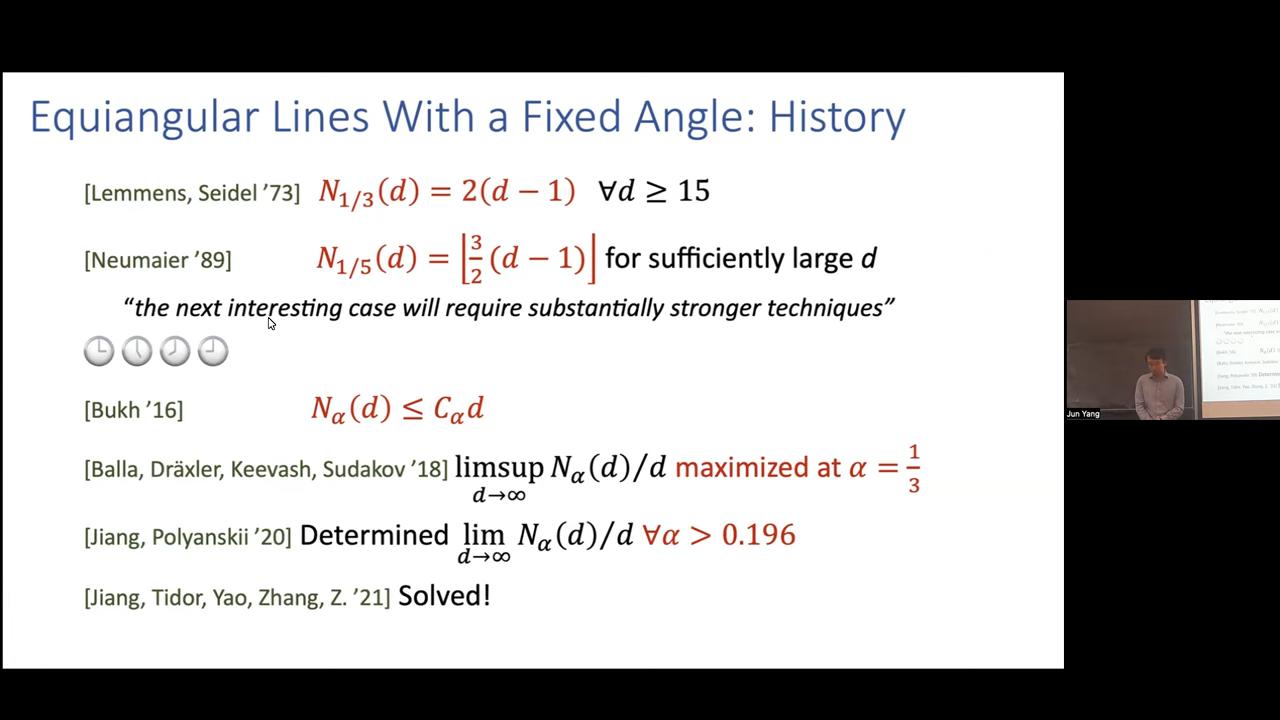 Equiangular Lines With a Fixed Angle: History
[Lemmens, Seidel ’73] N_{1/3}(d) = 2(d − 1) ∀d ≥ 15
[Neumaier ’89] N_{1/5}(d) = ⌊3/2 (d − 1)⌋ for sufficiently large d
“the next interesting case will require substantially stronger techniques”
[Bukh ’16] N_α(d) ≤ C_α d
[Balla, Dräxler, Keevash, Sudakov ’18] limsup_{d→∞} N_α(d)/d maximized at α = 1/3
[Jiang, Polyanskii ’20] Determined lim_{d→∞} N_α(d)/d ∀α > 0.196
[Jiang, Tidor, Yao, Zhang, Z. ’21] Solved!
Jun Yang